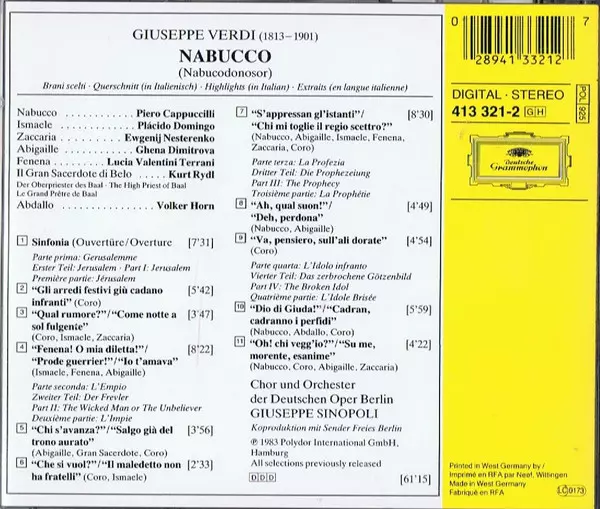 GIUSEPPE VERDI (1813–1901)
NABUCCO
(Nabucodonosor)
Brani scelti · Querschnitt (in Italienisch) · Highlights (in Italian) · Extraits (en langue italienne)
Nabucco . . . . . . . . . . . . Piero Cappuccilli
Ismaele . . . . . . . . . . . . Plácido Domingo
Zaccaria . . . . . . . . . . Ewgenij Nesterenko
Abigaille . . . . . . . . . . . Ghena Dimitrova
Fenena . . . . . . . . Lucia Valentini Terrani
Il Gran Sacerdote di Belo . . . . . Kurt Rydl
Der Oberpriester des Baal · The High Priest of Baal
Le Grand Prêtre de Baal
Abdallo . . . . . . . . . . . . . . Volker Horn
1 Sinfonia (Ouvertüre/Overture [7'31]
Parte prima: Gerusalemme
Erster Teil: Jerusalem · Part I: Jerusalem
Première partie: Jérusalem
2 “Gli arredi festivi giù cadano
infranti” (Coro) [5'42]
3 “Qual rumore?”/“Come notte a
sol fulgente” [3'47]
(Coro, Ismaele, Zaccaria)
4 “Fenena! O mia diletta!”/
“Prode guerrier!”/“Io t'amava” [8'22]
(Ismaele, Fenena, Abigaille)
Parte seconda: L'Empio
Zweiter Teil: Der Frevler
Part II: The Wicked Man or The Unbeliever
Deuxième partie: L'Impie
5 “Chi s'avanza?”/“Salgo già del
trono aurato” [3'56]
(Abigaille, Gran Sacerdote, Coro)
6 “Che si vuol?”/“Il maledetto non
ha fratelli” (Coro, Ismaele) [2'33]
7 “S'appressan gl'istanti”/
“Chi mi toglie il regio scettro?” [8'30]
(Nabucco, Abigaille, Ismaele, Fenena,
Zaccaria, Coro)
Parte terza: La Profezia
Dritter Teil: Die Prophezeiung
Part III: The Prophecy
Troisième partie: La Prophétie
8 “Ah, qual suon!”/
“Deh, perdona” [4'49]
(Nabucco, Abigaille)
9 “Va, pensiero, sull'ali dorate” [4'54]
(Coro)
Parte quarta: L'Idolo infranto
Vierter Teil: Das zerbrochene Götzenbild
Part IV: The Broken Idol
Quatrième partie: L'Idole Brisée
10 “Dio di Giuda!”/“Cadran,
cadranno i perfidi” [5'59]
(Nabucco, Abdallo, Coro)
11 “Oh! chi vegg'io?”/“Su me,
morente, esanime” [4'22]
(Nabucco, Coro, Abigaille, Zaccaria)
Chor und Orchester
der Deutschen Oper Berlin
GIUSEPPE SINOPOLI
Koproduktion mit Sender Freies Berlin
℗ 1983 Polydor International GmbH,
Hamburg
All selections previously released
DDD [61'15]
0 28941 33212 7
DIGITAL · STEREO
413 321-2 GH
POL 925
Deutsche
Grammophon
Printed in West Germany by /
Imprimé en RFA par Neef, Wittingen
Made in West Germany
Fabriqué en RFA
LC 0173